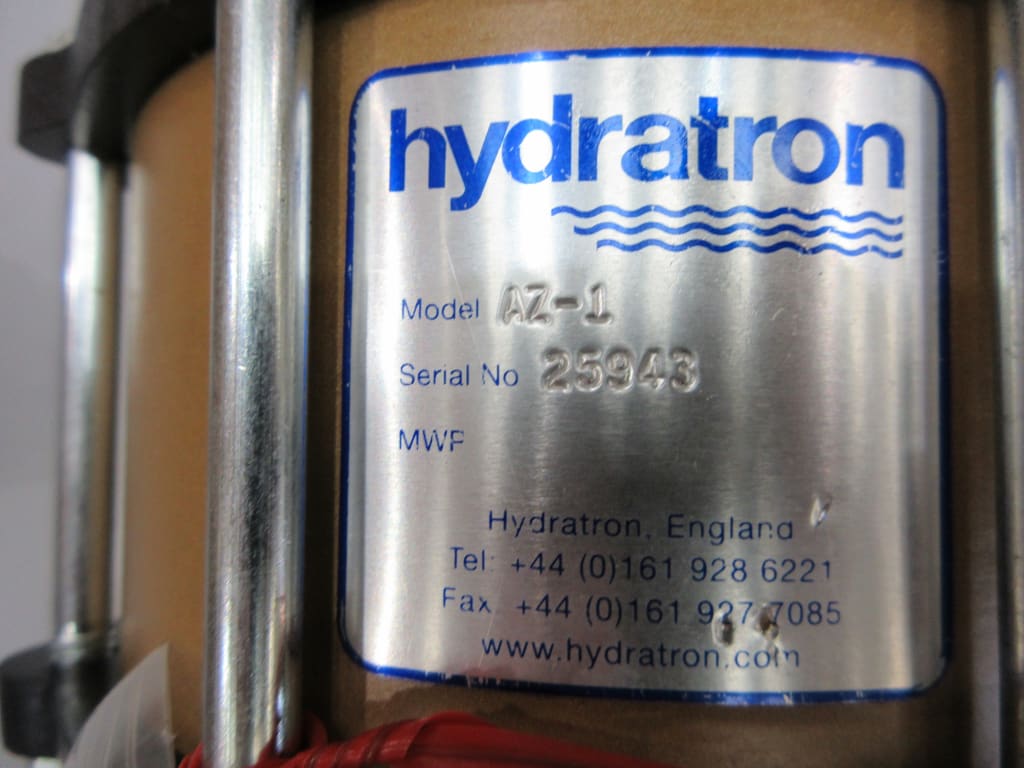 hydratron
Model AZ-1
Serial No 25943
MWP
Hydratron, England
Tel: +44 (0)161 928 6221
Fax: +44 (0)161 927 7085
www.hydratron.com